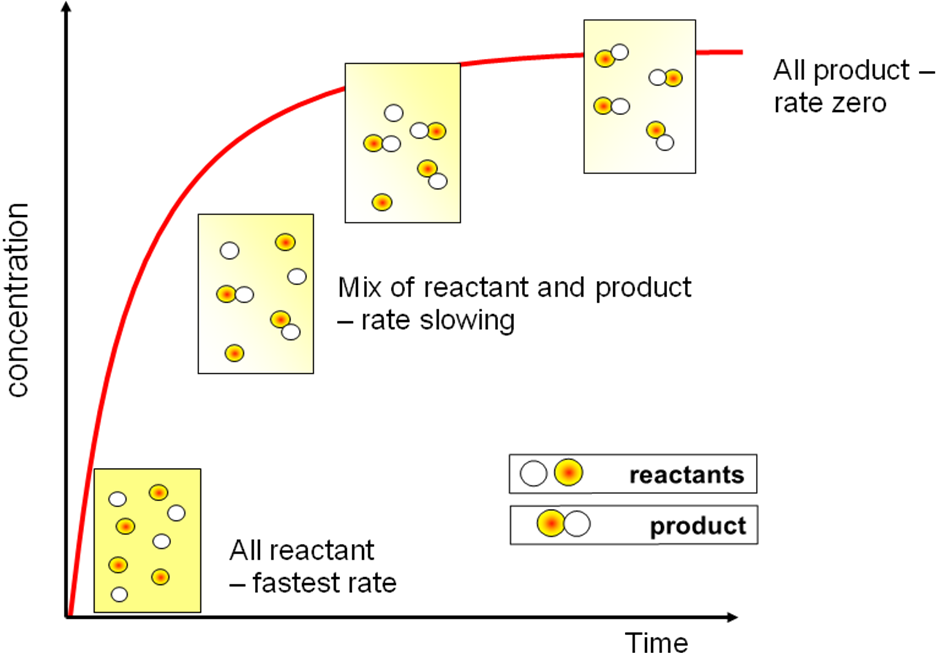 All product –
rate zero
concentration
Mix of reactant and product
– rate slowing
reactants
product
All reactant
– fastest rate
Time